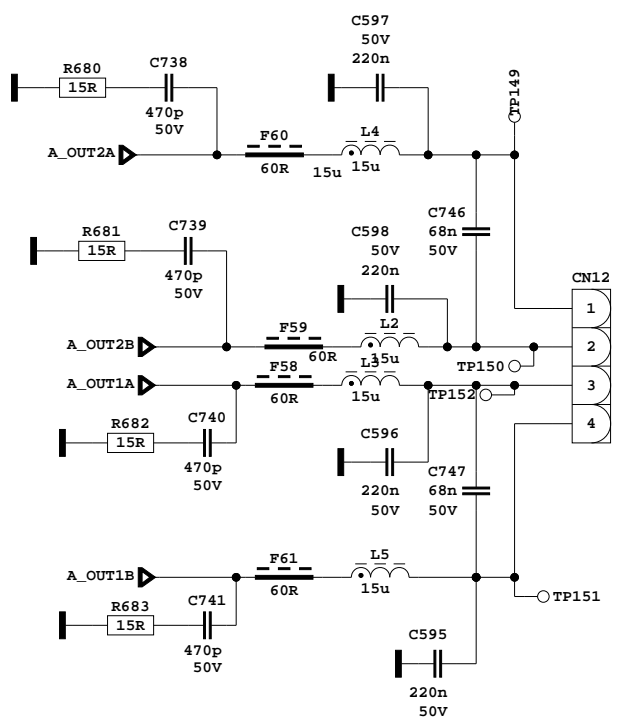 C597
50V
220n
R680
15R
C738
470p
50V
TP149
A_OUT2A
F60
60R
15u
L4
15u
R681
15R
C739
470p
50V
C598
50V
220n
C746
68n
50V
CN12
1
2
3
4
A_OUT2B
F59
60R
L2
15u
TP150
A_OUT1A
F58
60R
L3
15u
TP152
R682
15R
C740
470p
50V
C596
220n
50V
C747
68n
50V
A_OUT1B
F61
60R
L5
15u
TP151
R683
15R
C741
470p
50V
C595
220n
50V